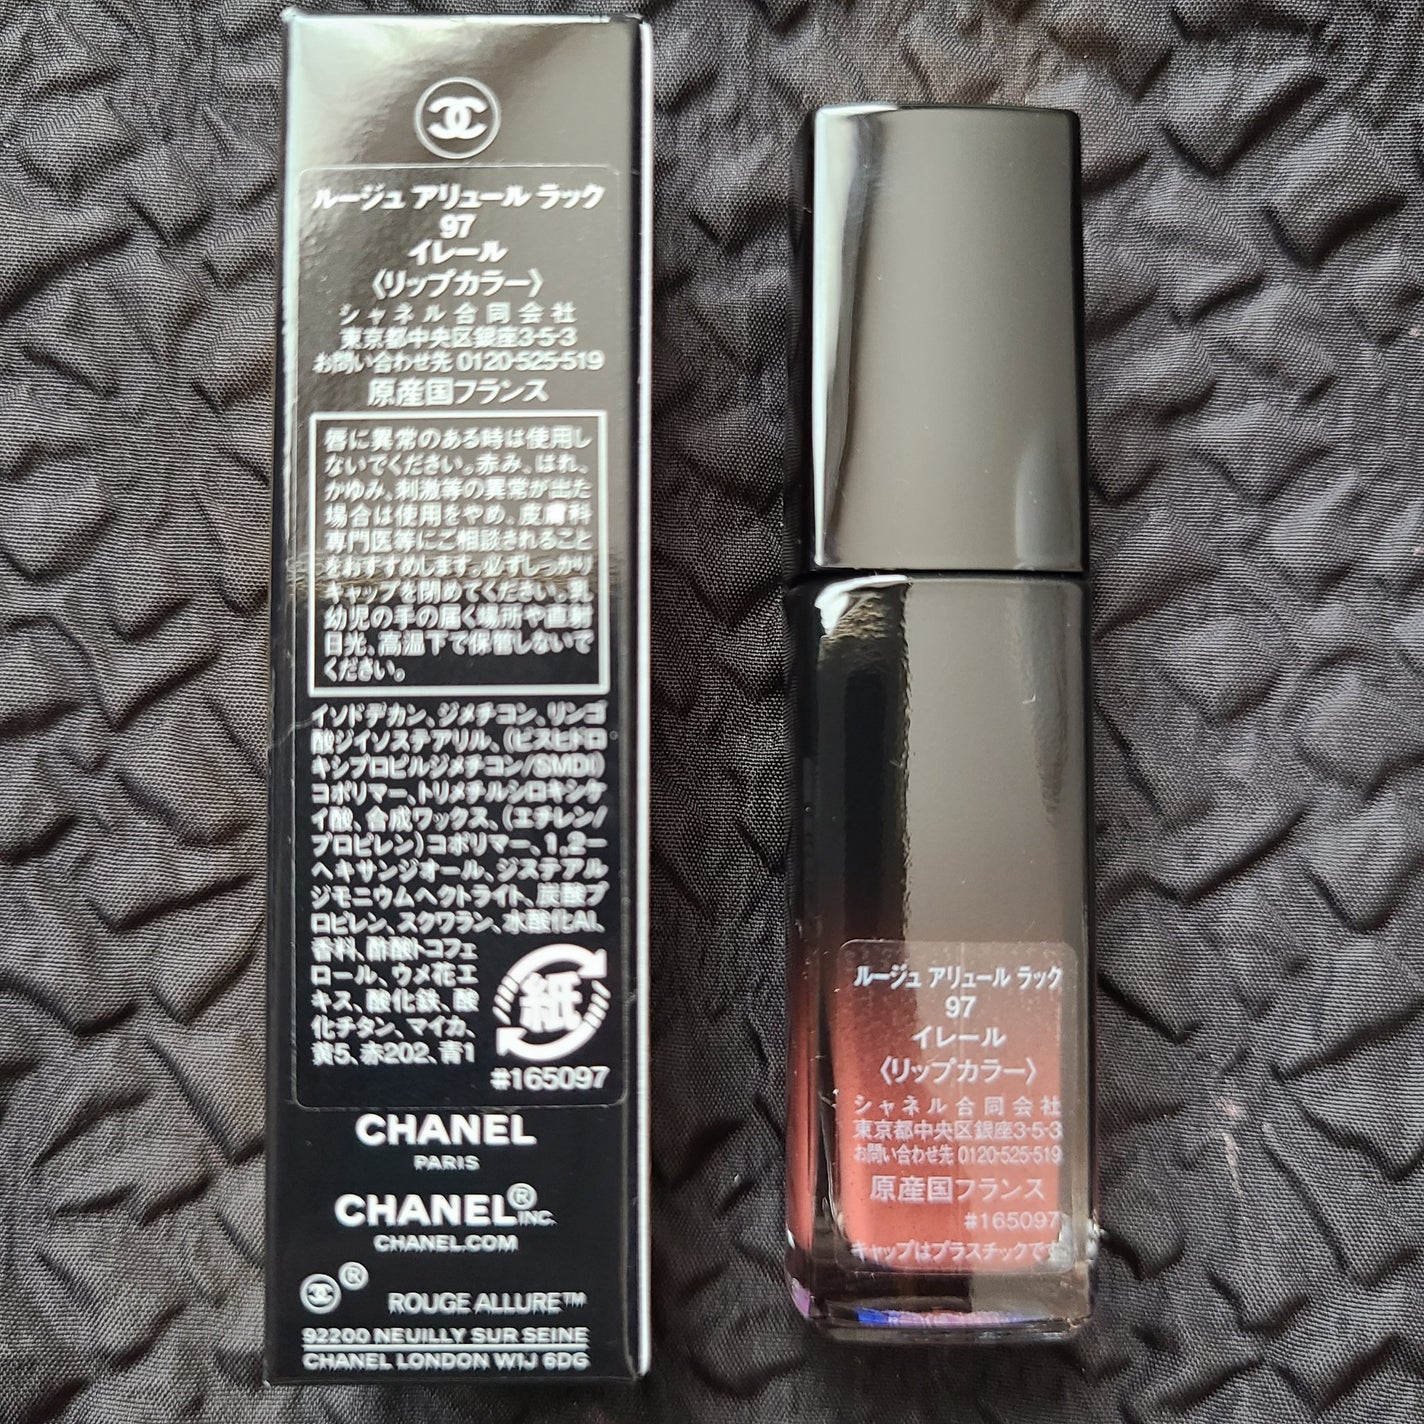 ルージュ アリュール ラック
97
イレール
〈リップカラー〉
シャネル合同会社
東京都中央区銀座3-5-3
お問い合わせ先 0120-525-519
原産国フランス
唇に異常のある時は使用し
ないでください。赤み、はれ、
かゆみ、刺激等の異常が出た
場合は使用をやめ、皮膚科
専門医等にご相談されること
をおすすめします。必ずしっかり
キャップを閉めてください。乳
幼児の手の届く場所や直射
日光、高温下で保管しないで
ください。
イソドデカン、ジメチコン、リンゴ
酸ジイソステアリル、(ビスヒドロ
キシプロピルジメチコン/SMDI)
コポリマー、トリメチルシロキシケ
イ酸、合成ワックス、(エチレン/
プロピレン)コポリマー、1,2-
ヘキサンジオール、ジステアル
ジモニウムヘクトライト、炭酸プ
ロピレン、スクワラン、水酸化Al、
香料、酢酸トコフェ
ロール、ウメ花エ
キス、酸化鉄、酸
化チタン、マイカ、
黄5、赤202、青1
紙
#165097
CHANEL
PARIS
CHANEL® INC.
CHANEL.COM
®
ROUGE ALLURE™
92200 NEUILLY SUR SEINE
CHANEL LONDON W1J 6DG
ルージュ アリュール ラック
97
イレール
〈リップカラー〉
シャネル合同会社
東京都中央区銀座3-5-3
お問い合わせ先 0120-525-519
原産国フランス
#165097
キャップはプラスチックです